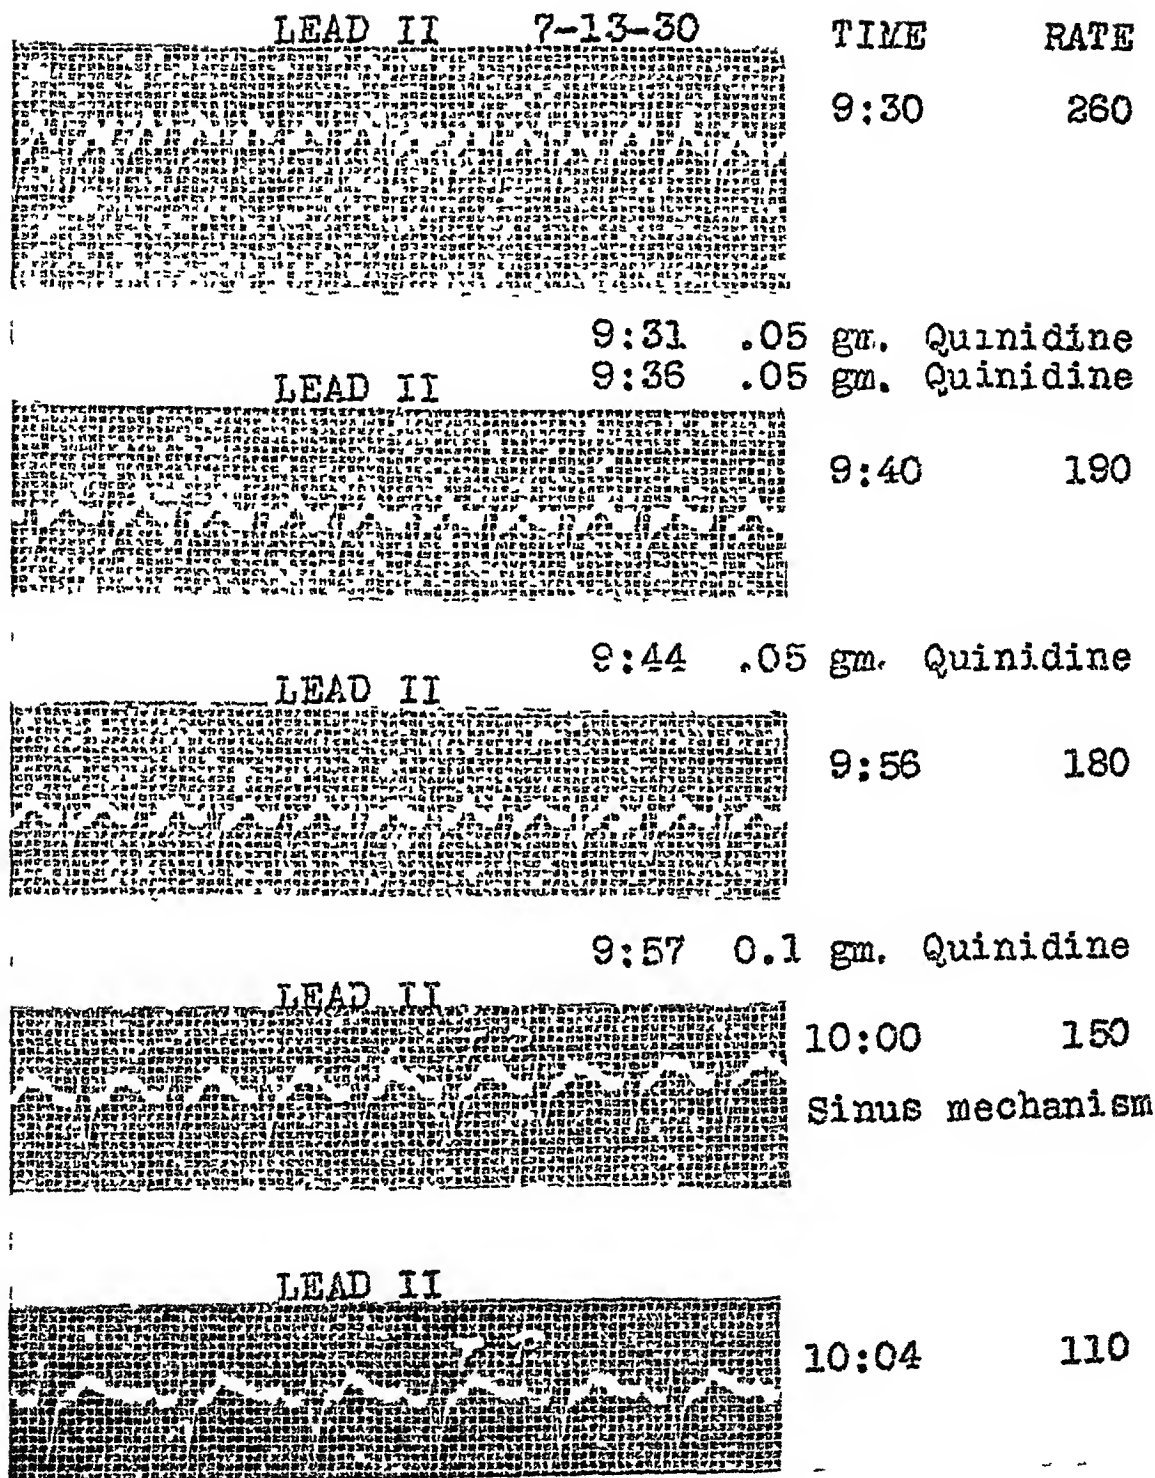 LEAD II 7-13-30 TIME RATE
9:30 260
9:31 .05 gm. Quinidine
9:36 .05 gm. Quinidine
LEAD II
9:40 190
9:44 .05 gm. Quinidine
LEAD II
9:56 180
9:57 0.1 gm. Quinidine
LEAD II
10:00 150
Sinus mechanism
LEAD II
10:04 110